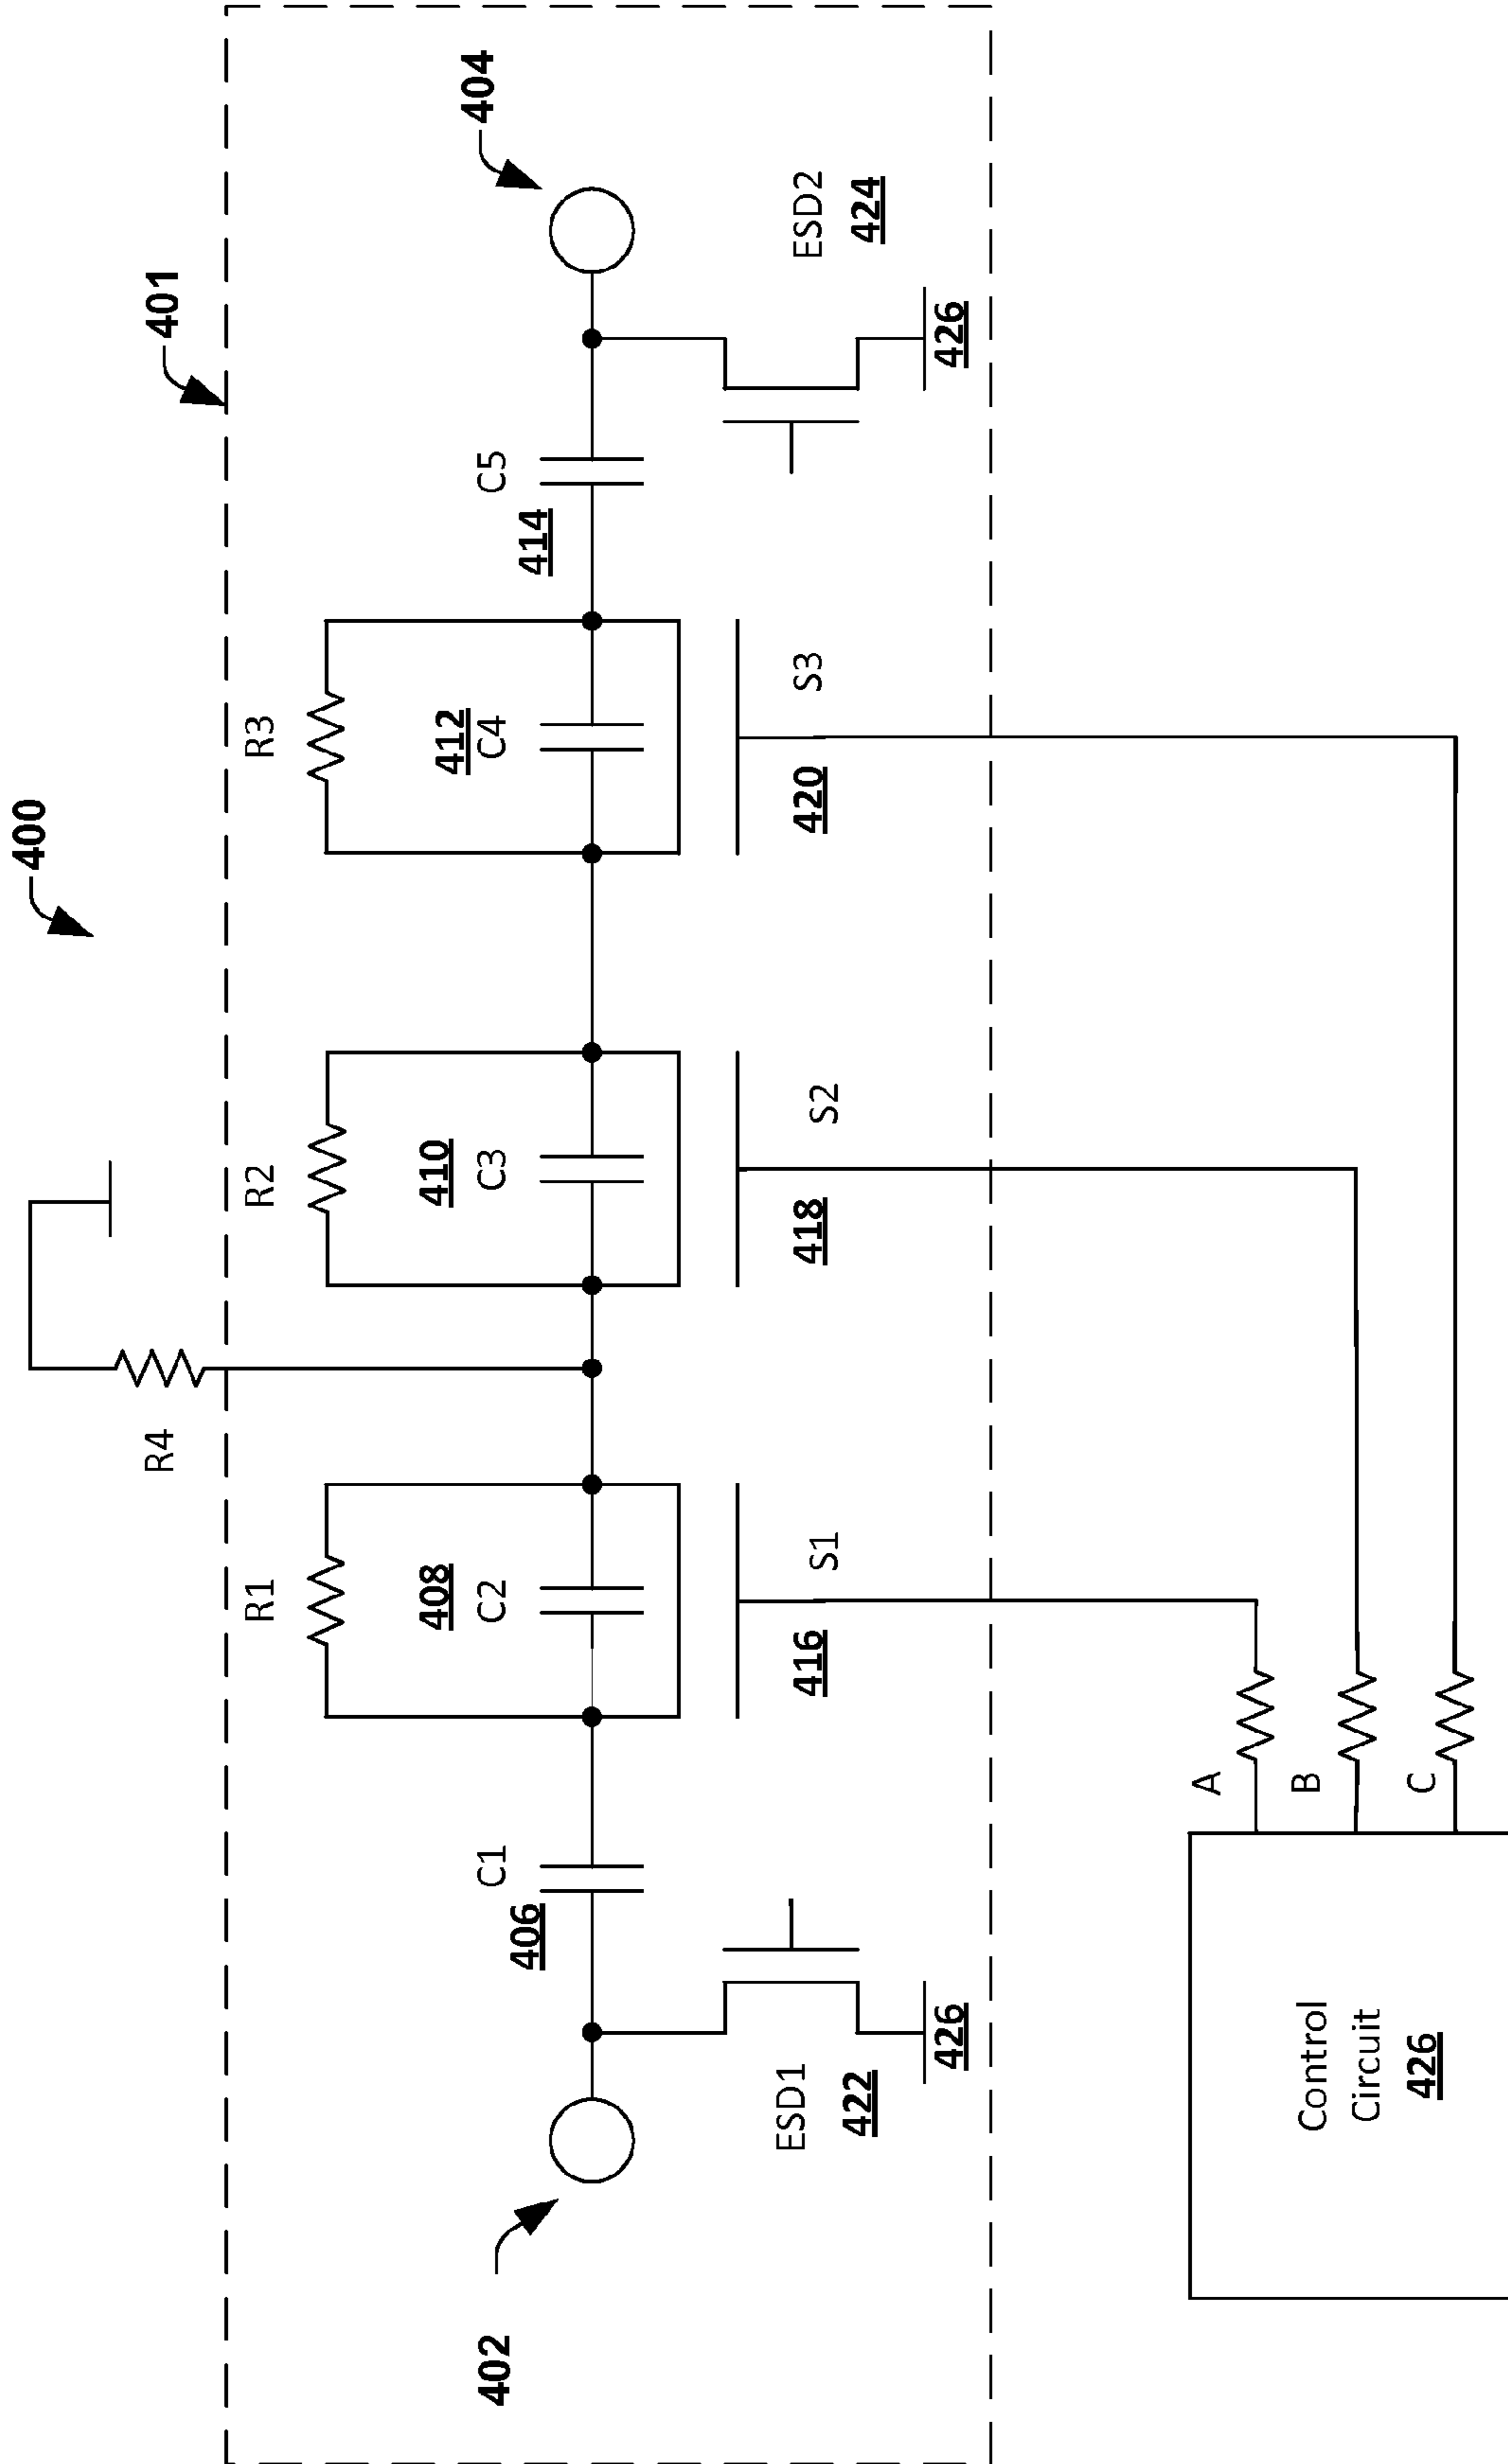 400
401
R4
R1
R2
R3
408
C2
410
C3
412
C4
402
406
C1
414
C5
404
ESD1
422
426
416
S1
418
S2
420
S3
ESD2
424
426
A
B
C
Control
Circuit
426